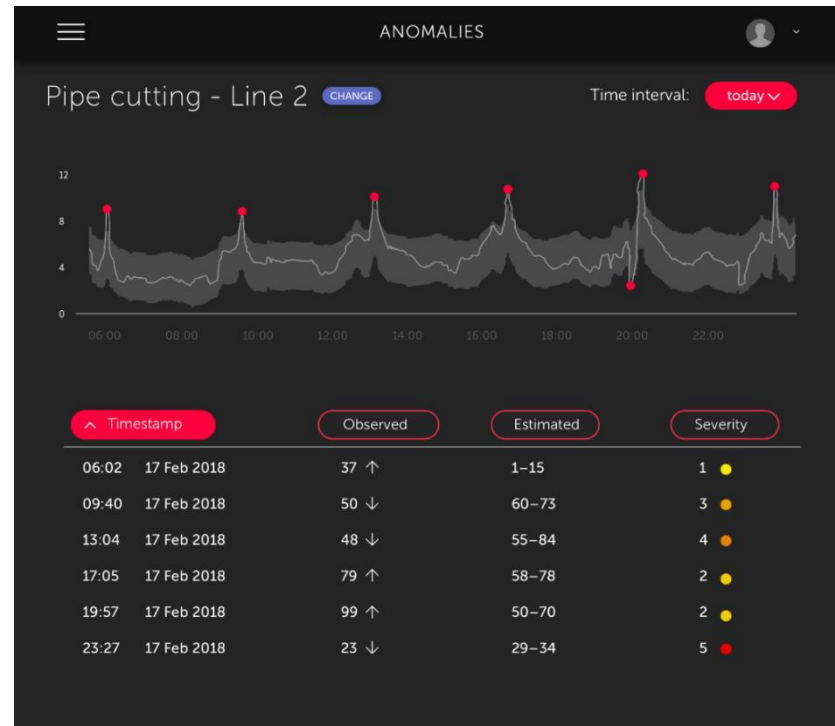 ANOMALIES
Pipe cutting - Line 2 CHANGE Time interval: today
12
8
4
0
06:00 08:00 10:00 12:00 14:00 16:00 18:00 20:00 22:00
Timestamp Observed Estimated Severity
06:02 17 Feb 2018 37 ↑ 1–15 1
09:40 17 Feb 2018 50 ↓ 60–73 3
13:04 17 Feb 2018 48 ↓ 55–84 4
17:05 17 Feb 2018 79 ↑ 58–78 2
19:57 17 Feb 2018 99 ↑ 50–70 2
23:27 17 Feb 2018 23 ↓ 29–34 5